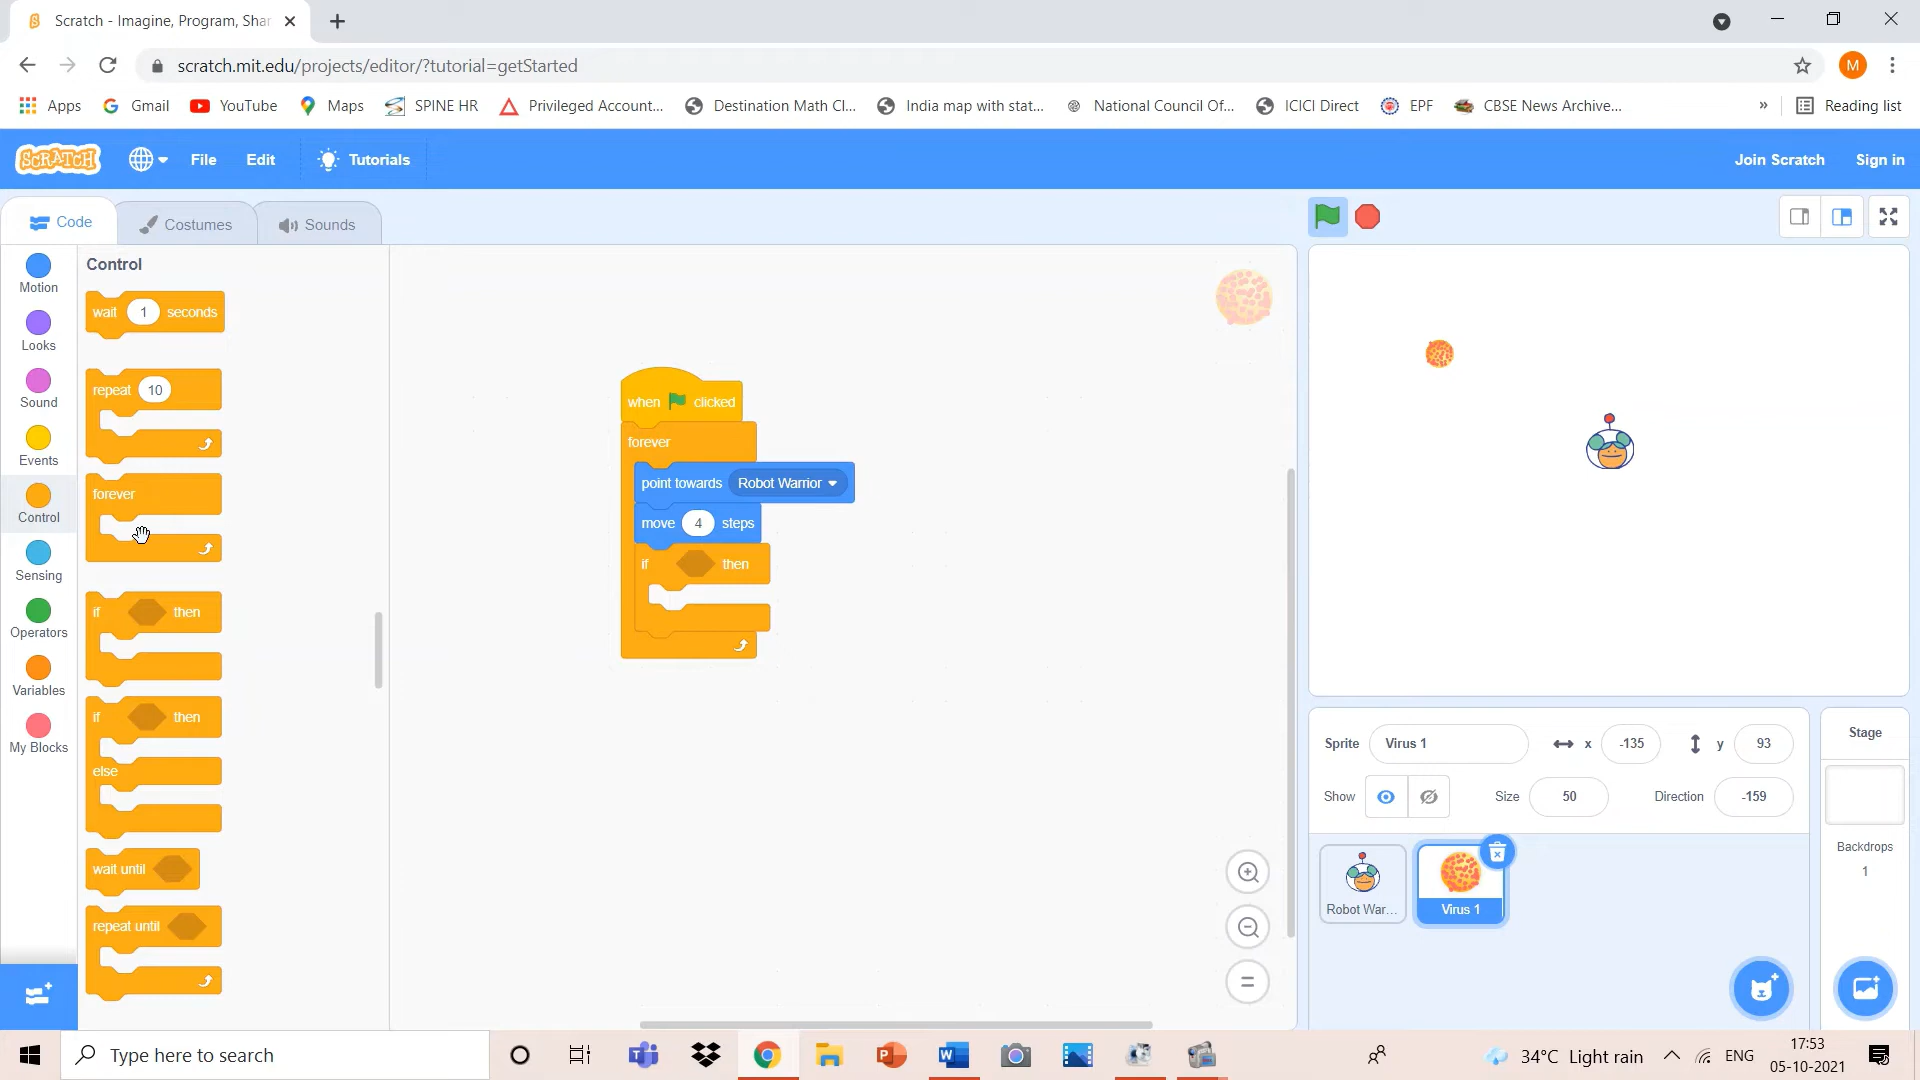 Scratch - Imagine, Program, Shar
scratch.mit.edu/projects/editor/?tutorial=getStarted
M
Apps Gmail YouTube Maps SPINE HR Privileged Account... Destination Math Cl... India map with stat... National Council Of... ICICI Direct EPF CBSE News Archive... » Reading list
SCRATCH File Edit Tutorials Join Scratch Sign in
Code Costumes Sounds
Motion
Looks
Sound
Events
Control
Sensing
Operators
Variables
My Blocks
Control
wait 1 seconds
repeat 10
forever
if then
if then
else
wait until
repeat until
when clicked
forever
point towards Robot Warrior
move 4 steps
if then
Sprite Virus 1 x -135 y 93
Show Size 50 Direction -159
Robot War...
Virus 1
Stage
Backdrops
1
Type here to search
34°C Light rain ENG
17:53
05-10-2021